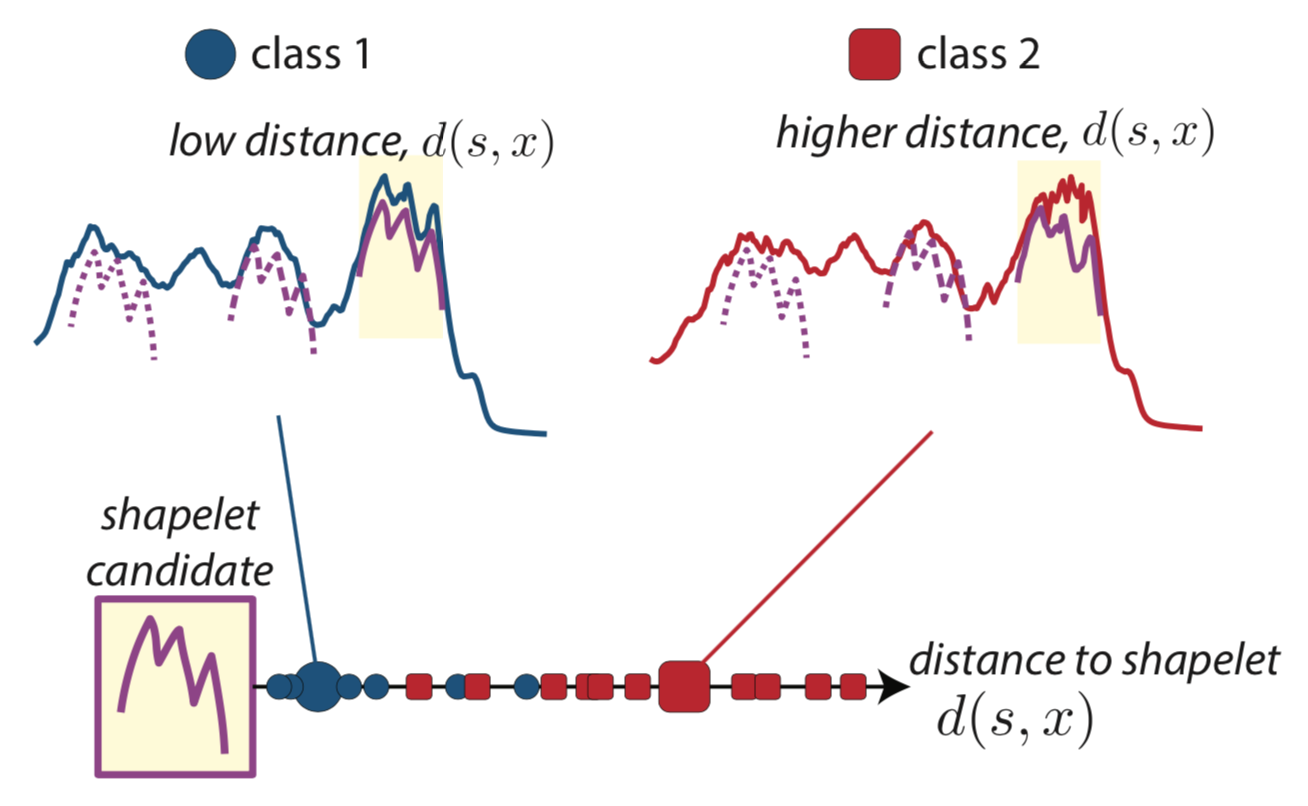 class 1
class 2
low distance, d(s, x)
higher distance, d(s, x)
shapelet
candidate
distance to shapelet
d(s, x)